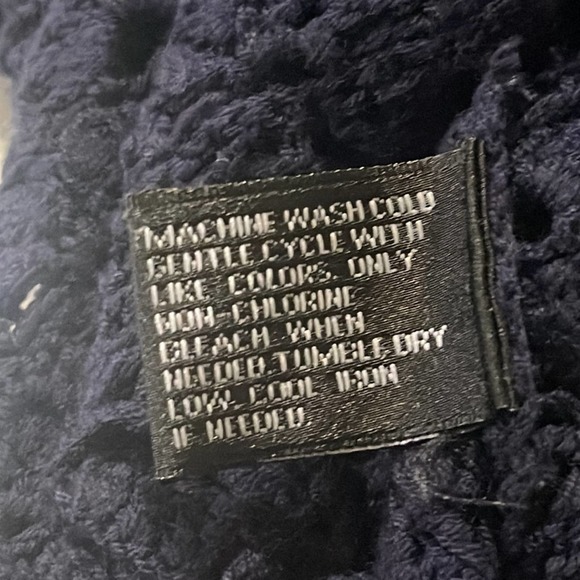 MACHINE WASH COLD
GENTLE CYCLE WITH
LIKE COLORS. ONLY
NON-CHLORINE
BLEACH WHEN
NEEDED.TUMBLE DRY
LOW. COOL IRON
IF NEEDED